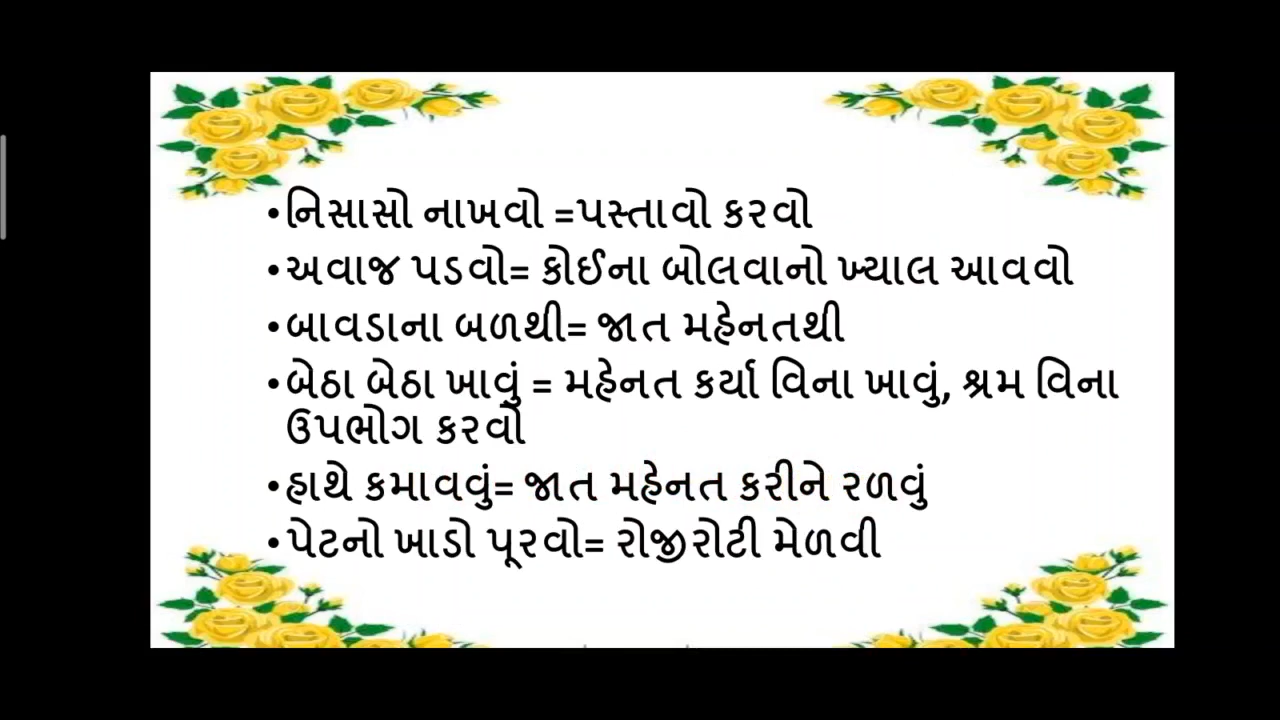 •નિસાસો નાખવો =પસ્તાવો કરવો
•અવાજ પડવો= કોઈના બોલવાનો ખ્યાલ આવવો
•બાવડાના બળથી= જાત મહેનતથી
•બેઠા બેઠા ખાવું = મહેનત કર્યા વિના ખાવું, શ્રમ વિના
ઉપભોગ કરવો
•હાથે કમાવવું= જાત મહેનત કરીને રળવું
•પેટનો ખાડો પૂરવો= રોજીરોટી મેળવી